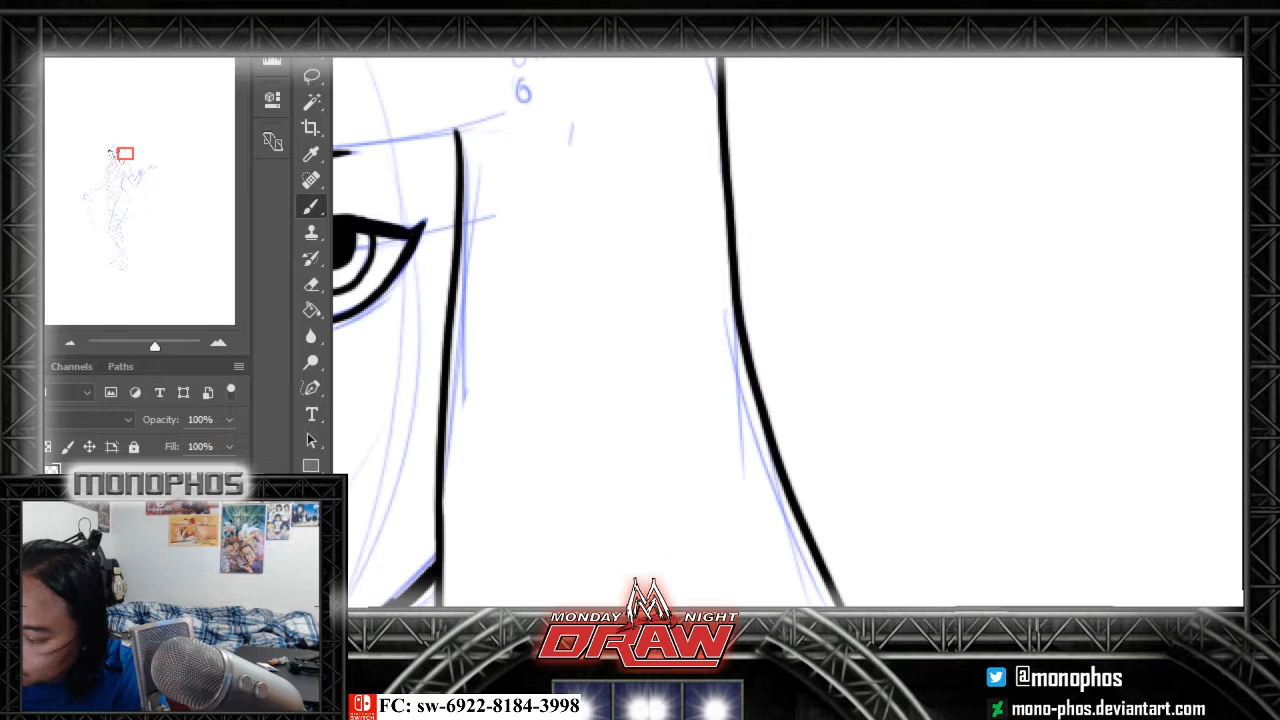 6
Channels Paths
Opacity: 100%
Fill: 100%
MONOPHOS
MONDAY NIGHT
DRAW
FC: sw-6922-8184-3998
@monophos
mono-phos.deviantart.com